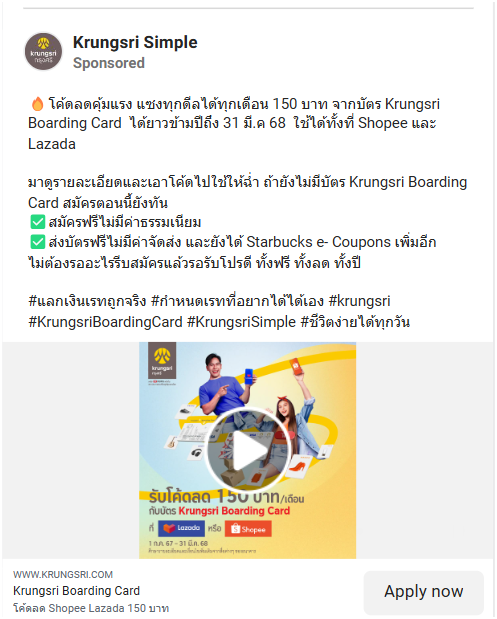 krungsri
กรุงศรี
Krungsri Simple
Sponsored
🔥 โค้ดลดคุ้มแรง แซงทุกดีลได้ทุกเดือน 150 บาท จากบัตร Krungsri
Boarding Card ได้ยาวข้ามปีถึง 31 มี.ค 68 ใช้ได้ทั้งที่ Shopee และ
Lazada
มาดูรายละเอียดและเอาโค้ดไปใช้ให้ฉ่ำ ถ้ายังไม่มีบัตร Krungsri Boarding
Card สมัครตอนนี้ยังทัน
✅ สมัครฟรีไม่มีค่าธรรมเนียม
✅ ส่งบัตรฟรีไม่มีค่าจัดส่ง และยังได้ Starbucks e- Coupons เพิ่มอีก
ไม่ต้องรออะไรรีบสมัครแล้วรอรับโปรดี ทั้งฟรี ทั้งลด ทั้งปี
#แลกเงินเรทถูกจริง #กำหนดเรทที่อยากได้ได้เอง #krungsri
#KrungsriBoardingCard #KrungsriSimple #ชีวิตง่ายได้ทุกวัน
krungsri
กรุงศรี
รับโค้ดลด 150 บาท/เดือน
กับบัตร Krungsri Boarding Card
ที่ Lazada หรือ Shopee
1 ก.ค. 67 - 31 มี.ค. 68
WWW.KRUNGSRI.COM
Krungsri Boarding Card
โค้ดลด Shopee Lazada 150 บาท
Apply now